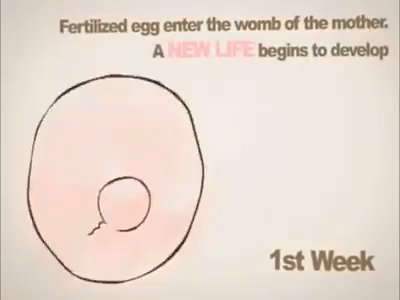 Fertilized egg enter the womb of the mother.
A NEW LIFE begins to develop
1st Week